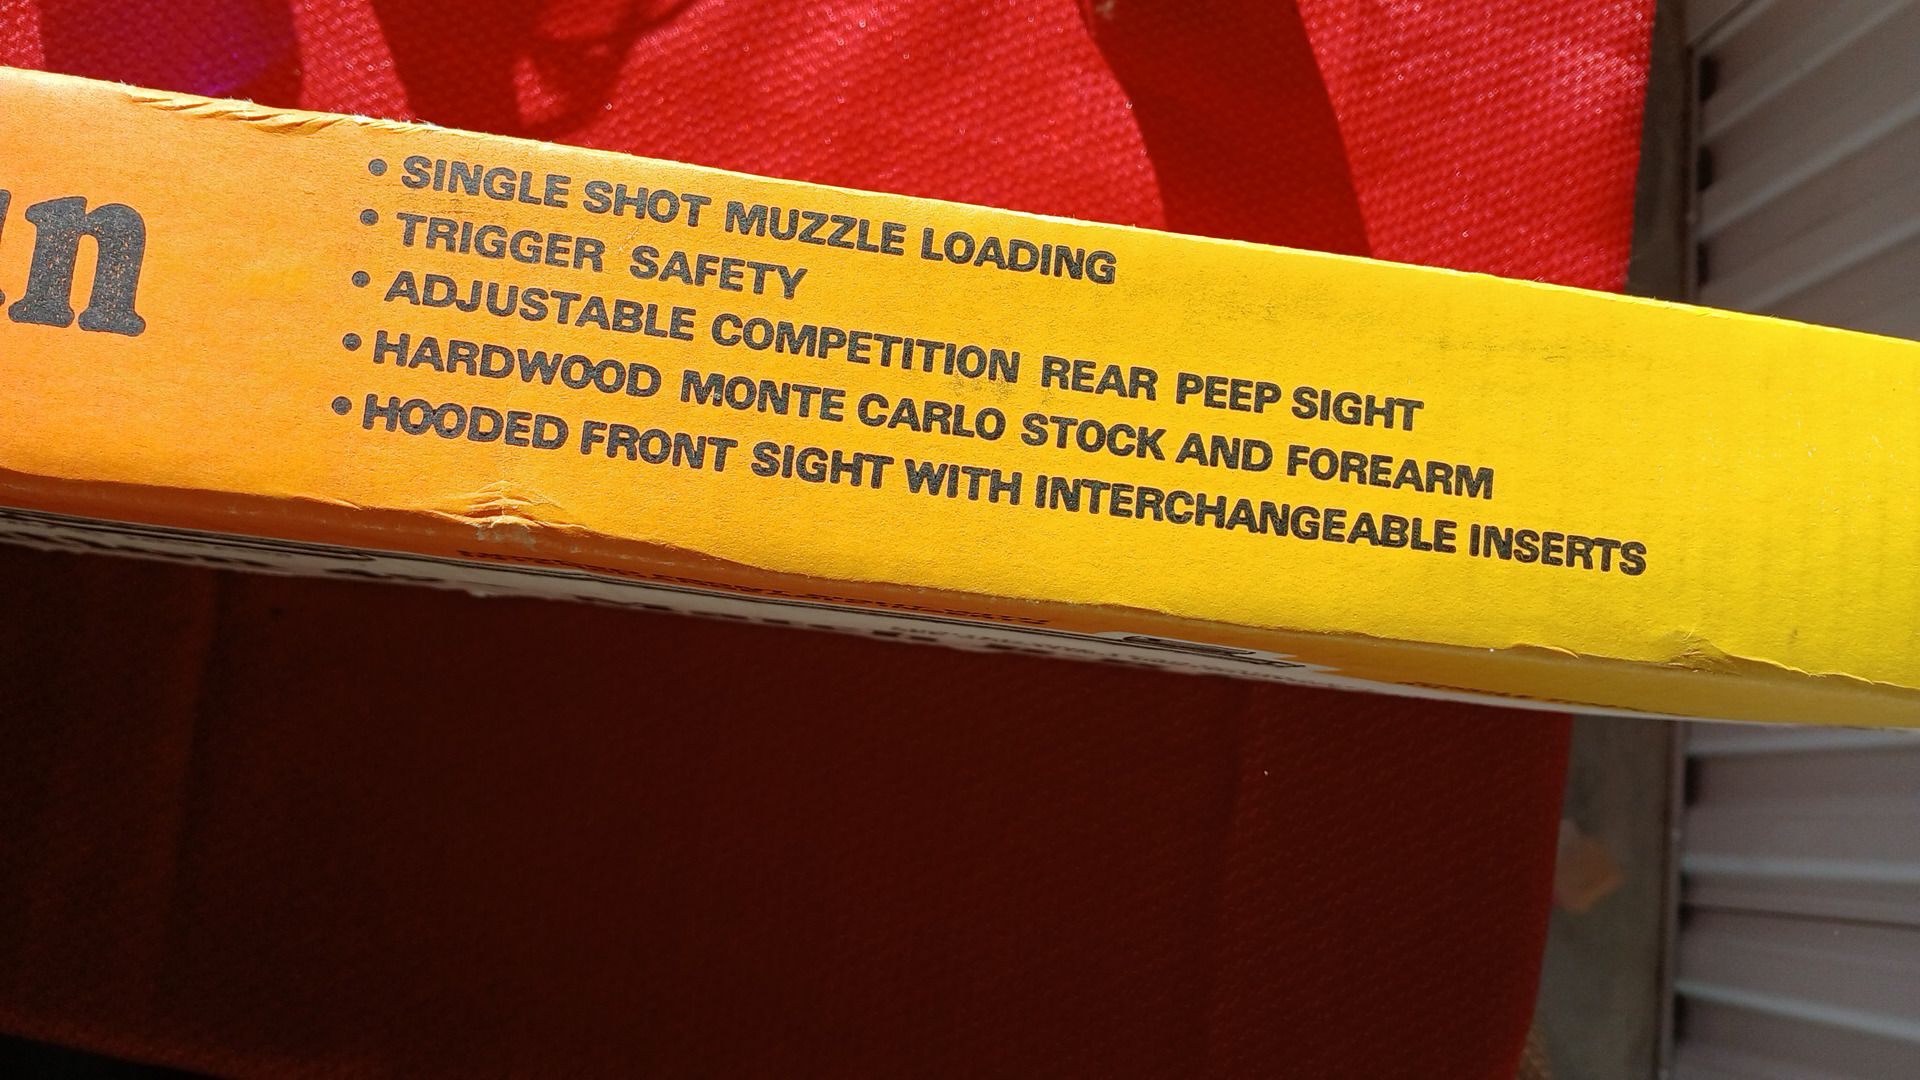 • SINGLE SHOT MUZZLE LOADING
• TRIGGER SAFETY
• ADJUSTABLE COMPETITION REAR PEEP SIGHT
• HARDWOOD MONTE CARLO STOCK AND FOREARM
• HOODED FRONT SIGHT WITH INTERCHANGEABLE INSERTS